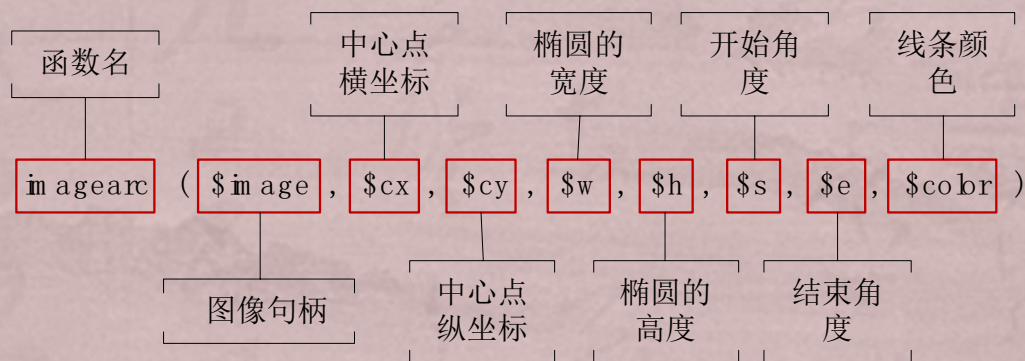 函数名
中心点
横坐标
椭圆的
宽度
开始角
度
线条颜
色
imagearc ( $image , $cx , $cy , $w , $h , $s , $e , $color )
图像句柄
中心点
纵坐标
椭圆的
高度
结束角
度